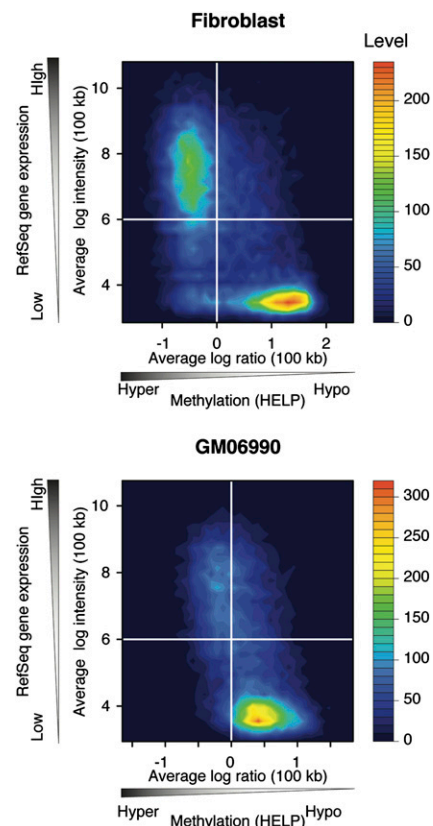 Fibroblast
Level
HIgh
Low
RefSeq gene expression
Average log intensity (100 kb)
10
8
6
4
200
150
100
50
0
-1 0 1 2
Average log ratio (100 kb)
Hyper Hypo
Methylation (HELP)
GM06990
HIgh
Low
RefSeq gene expression
Average log intensity (100 kb)
10
8
6
4
300
250
200
150
100
50
0
0 1
Average log ratio (100 kb)
Hyper Hypo
Methylation (HELP)